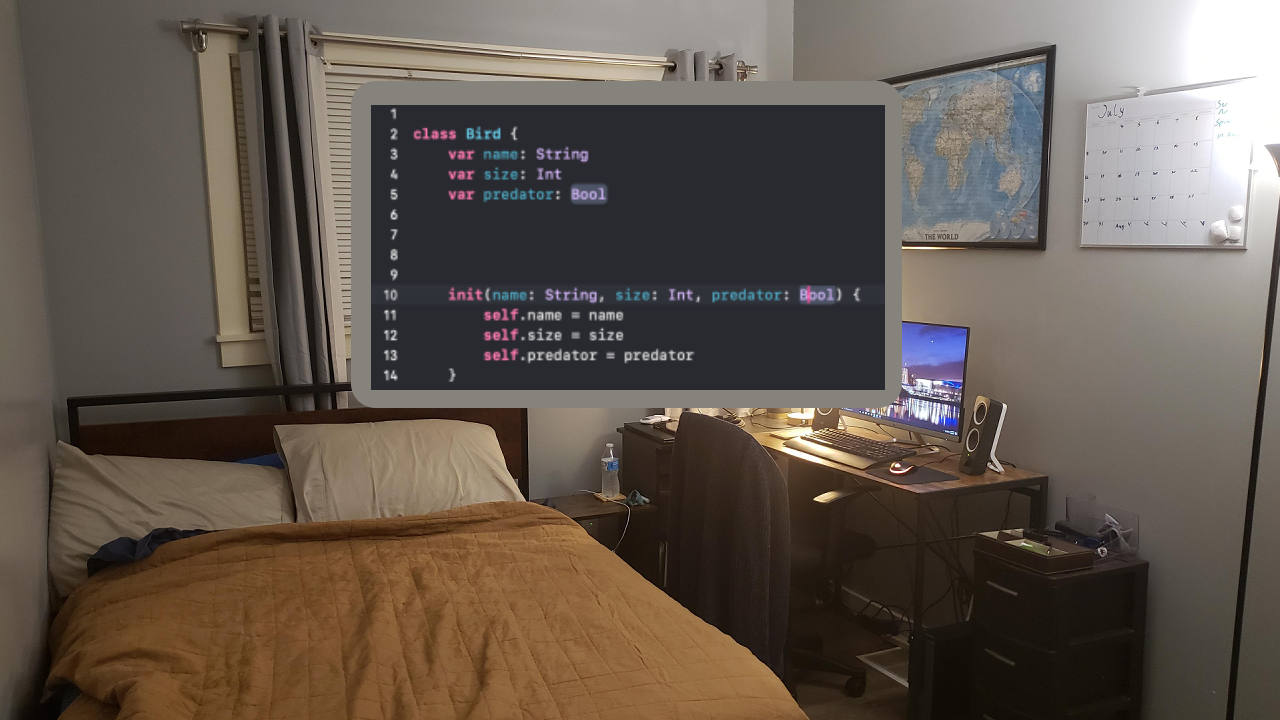 1
2 class Bird {
3 var name: String
4 var size: Int
5 var predator: Bool
6
7
8
9
10 init(name: String, size: Int, predator: Bool) {
11 self.name = name
12 self.size = size
13 self.predator = predator
14 }
THE WORLD
July
Aug